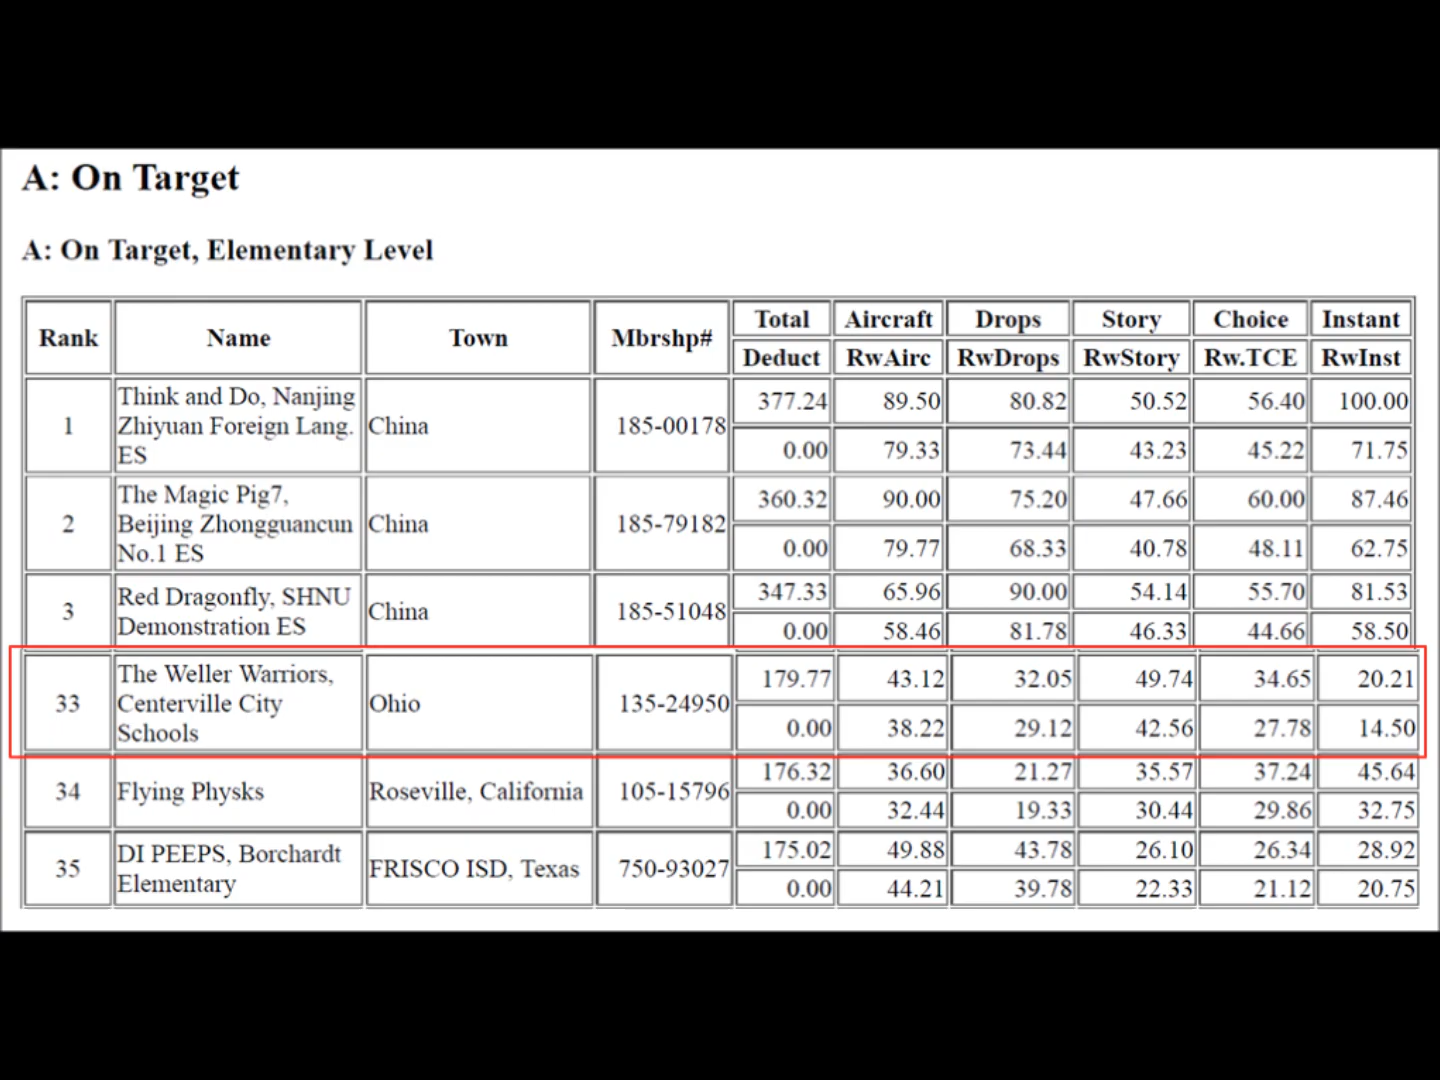 A: On Target
A: On Target, Elementary Level
Rank Name Town Mbrshp# Total Aircraft Drops Story Choice Instant
Deduct RwAirc RwDrops RwStory Rw.TCE RwInst
1 Think and Do, Nanjing Zhiyuan Foreign Lang. ES China 185-00178 377.24 89.50 80.82 50.52 56.40 100.00
0.00 79.33 73.44 43.23 45.22 71.75
2 The Magic Pig7, Beijing Zhongguancun No.1 ES China 185-79182 360.32 90.00 75.20 47.66 60.00 87.46
0.00 79.77 68.33 40.78 48.11 62.75
3 Red Dragonfly, SHNU Demonstration ES China 185-51048 347.33 65.96 90.00 54.14 55.70 81.53
0.00 58.46 81.78 46.33 44.66 58.50
33 The Weller Warriors, Centerville City Schools Ohio 135-24950 179.77 43.12 32.05 49.74 34.65 20.21
0.00 38.22 29.12 42.56 27.78 14.50
34 Flying Physks Roseville, California 105-15796 176.32 36.60 21.27 35.57 37.24 45.64
0.00 32.44 19.33 30.44 29.86 32.75
35 DI PEEPS, Borchardt Elementary FRISCO ISD, Texas 750-93027 175.02 49.88 43.78 26.10 26.34 28.92
0.00 44.21 39.78 22.33 21.12 20.75